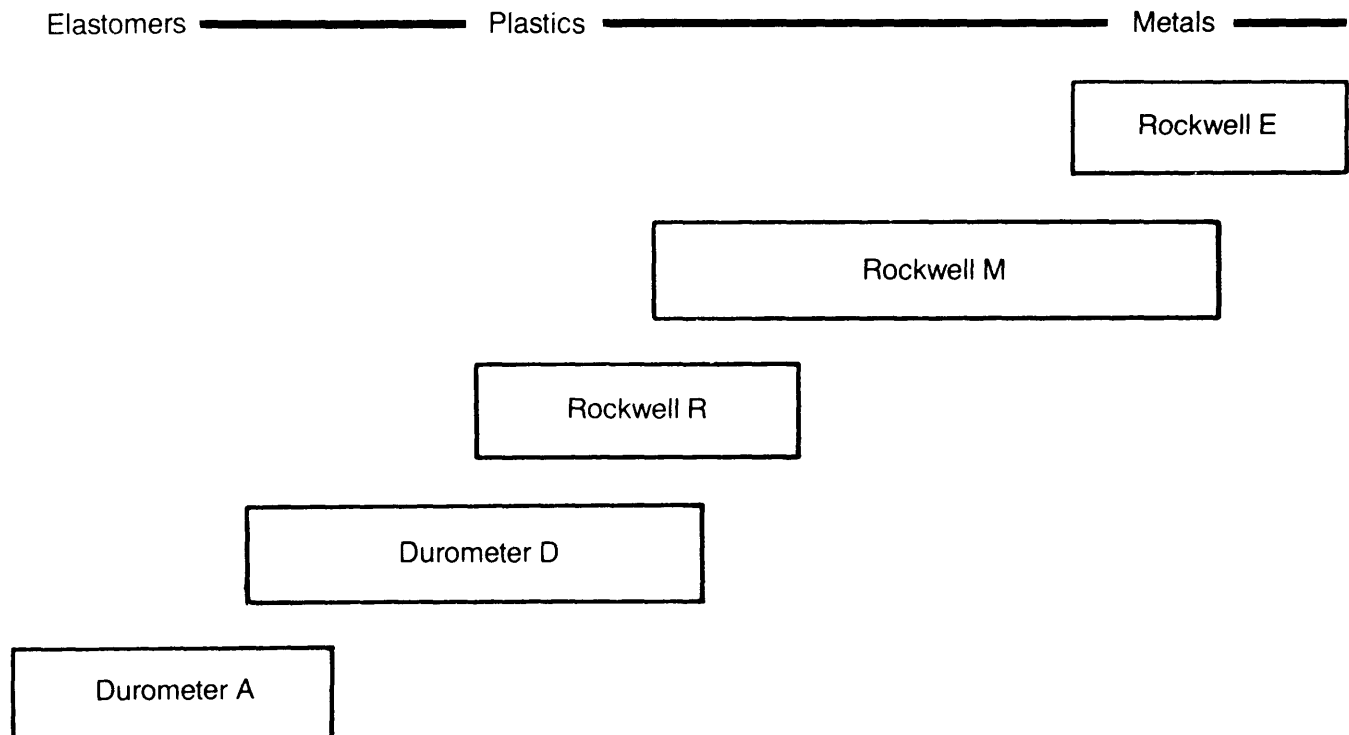 Elastomers Plastics Metals
Rockwell E
Rockwell M
Rockwell R
Durometer D
Durometer A